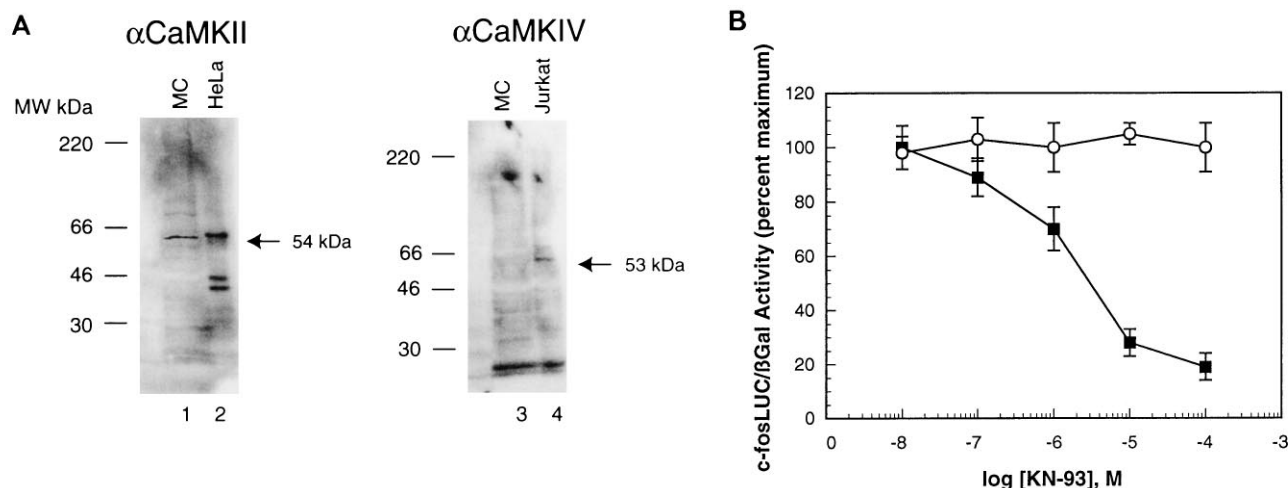 A
αCaMKII
MW kDa
MC
HeLa
220
66
46
30
54 kDa
1 2
αCaMKIV
MC
Jurkat
220
66
46
30
53 kDa
3 4
B
c-fosLUC/βGal Activity (percent maximum)
120
100
80
60
40
20
0
0 -8 -7 -6 -5 -4 -3
log [KN-93], M